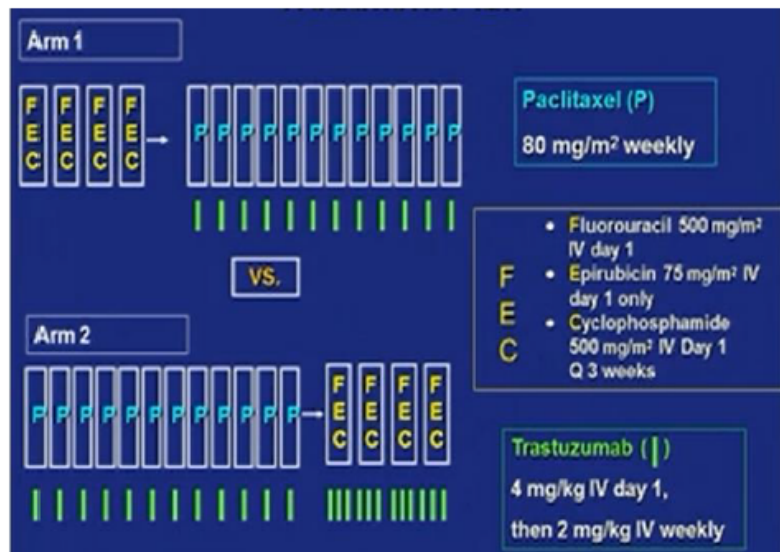 Arm 1
F E C F E C F E C F E C
P P P P P P P P P P P P
Paclitaxel (P)
80 mg/m² weekly
VS.
F E C
• Fluorouracil 500 mg/m²
IV day 1
• Epirubicin 75 mg/m² IV
day 1 only
• Cyclophosphamide
500 mg/m² IV Day 1
Q 3 weeks
Arm 2
P P P P P P P P P P P P
F E C F E C F E C F E C
Trastuzumab (|)
4 mg/kg IV day 1,
then 2 mg/kg IV weekly